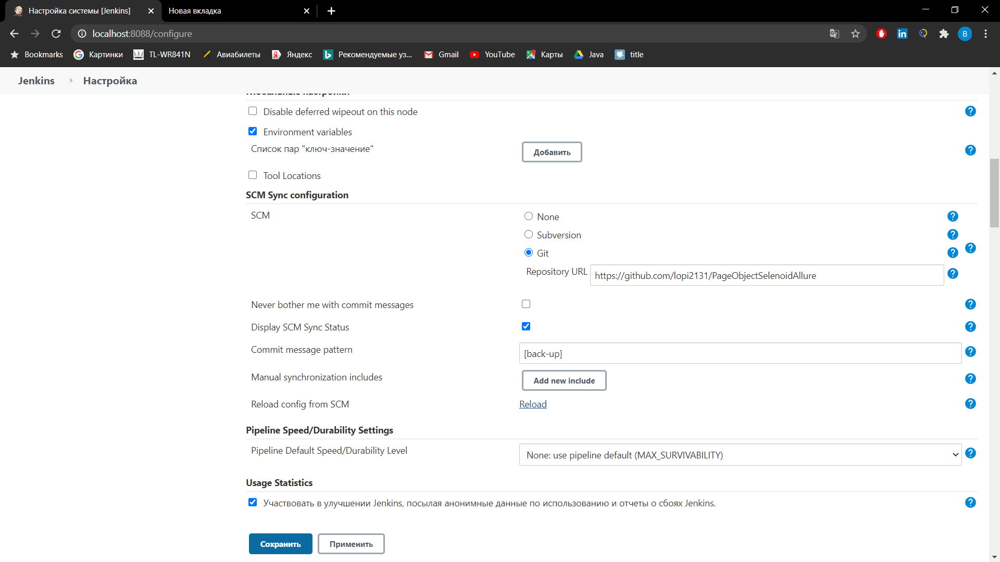 Настройка системы [Jenkins]
Новая вкладка
localhost:8088/configure
B
Bookmarks
Картинки
TL-WR841N
Авиабилеты
Яндекс
Рекомендуемые уз...
Gmail
YouTube
Карты
Java
title
Jenkins
Настройка
Глобальные настройки
Disable deferred wipeout on this node
Environment variables
Список пар "ключ-значение"
Добавить
Tool Locations
SCM Sync configuration
SCM
None
Subversion
Git
Repository URL
https://github.com/lopi2131/PageObjectSelenoidAllure
Never bother me with commit messages
Display SCM Sync Status
Commit message pattern
[back-up]
Manual synchronization includes
Add new include
Reload config from SCM
Reload
Pipeline Speed/Durability Settings
Pipeline Default Speed/Durability Level
None: use pipeline default (MAX_SURVIVABILITY)
Usage Statistics
Участвовать в улучшении Jenkins, посылая анонимные данные по использованию и отчеты о сбоях Jenkins.
Сохранить
Применить